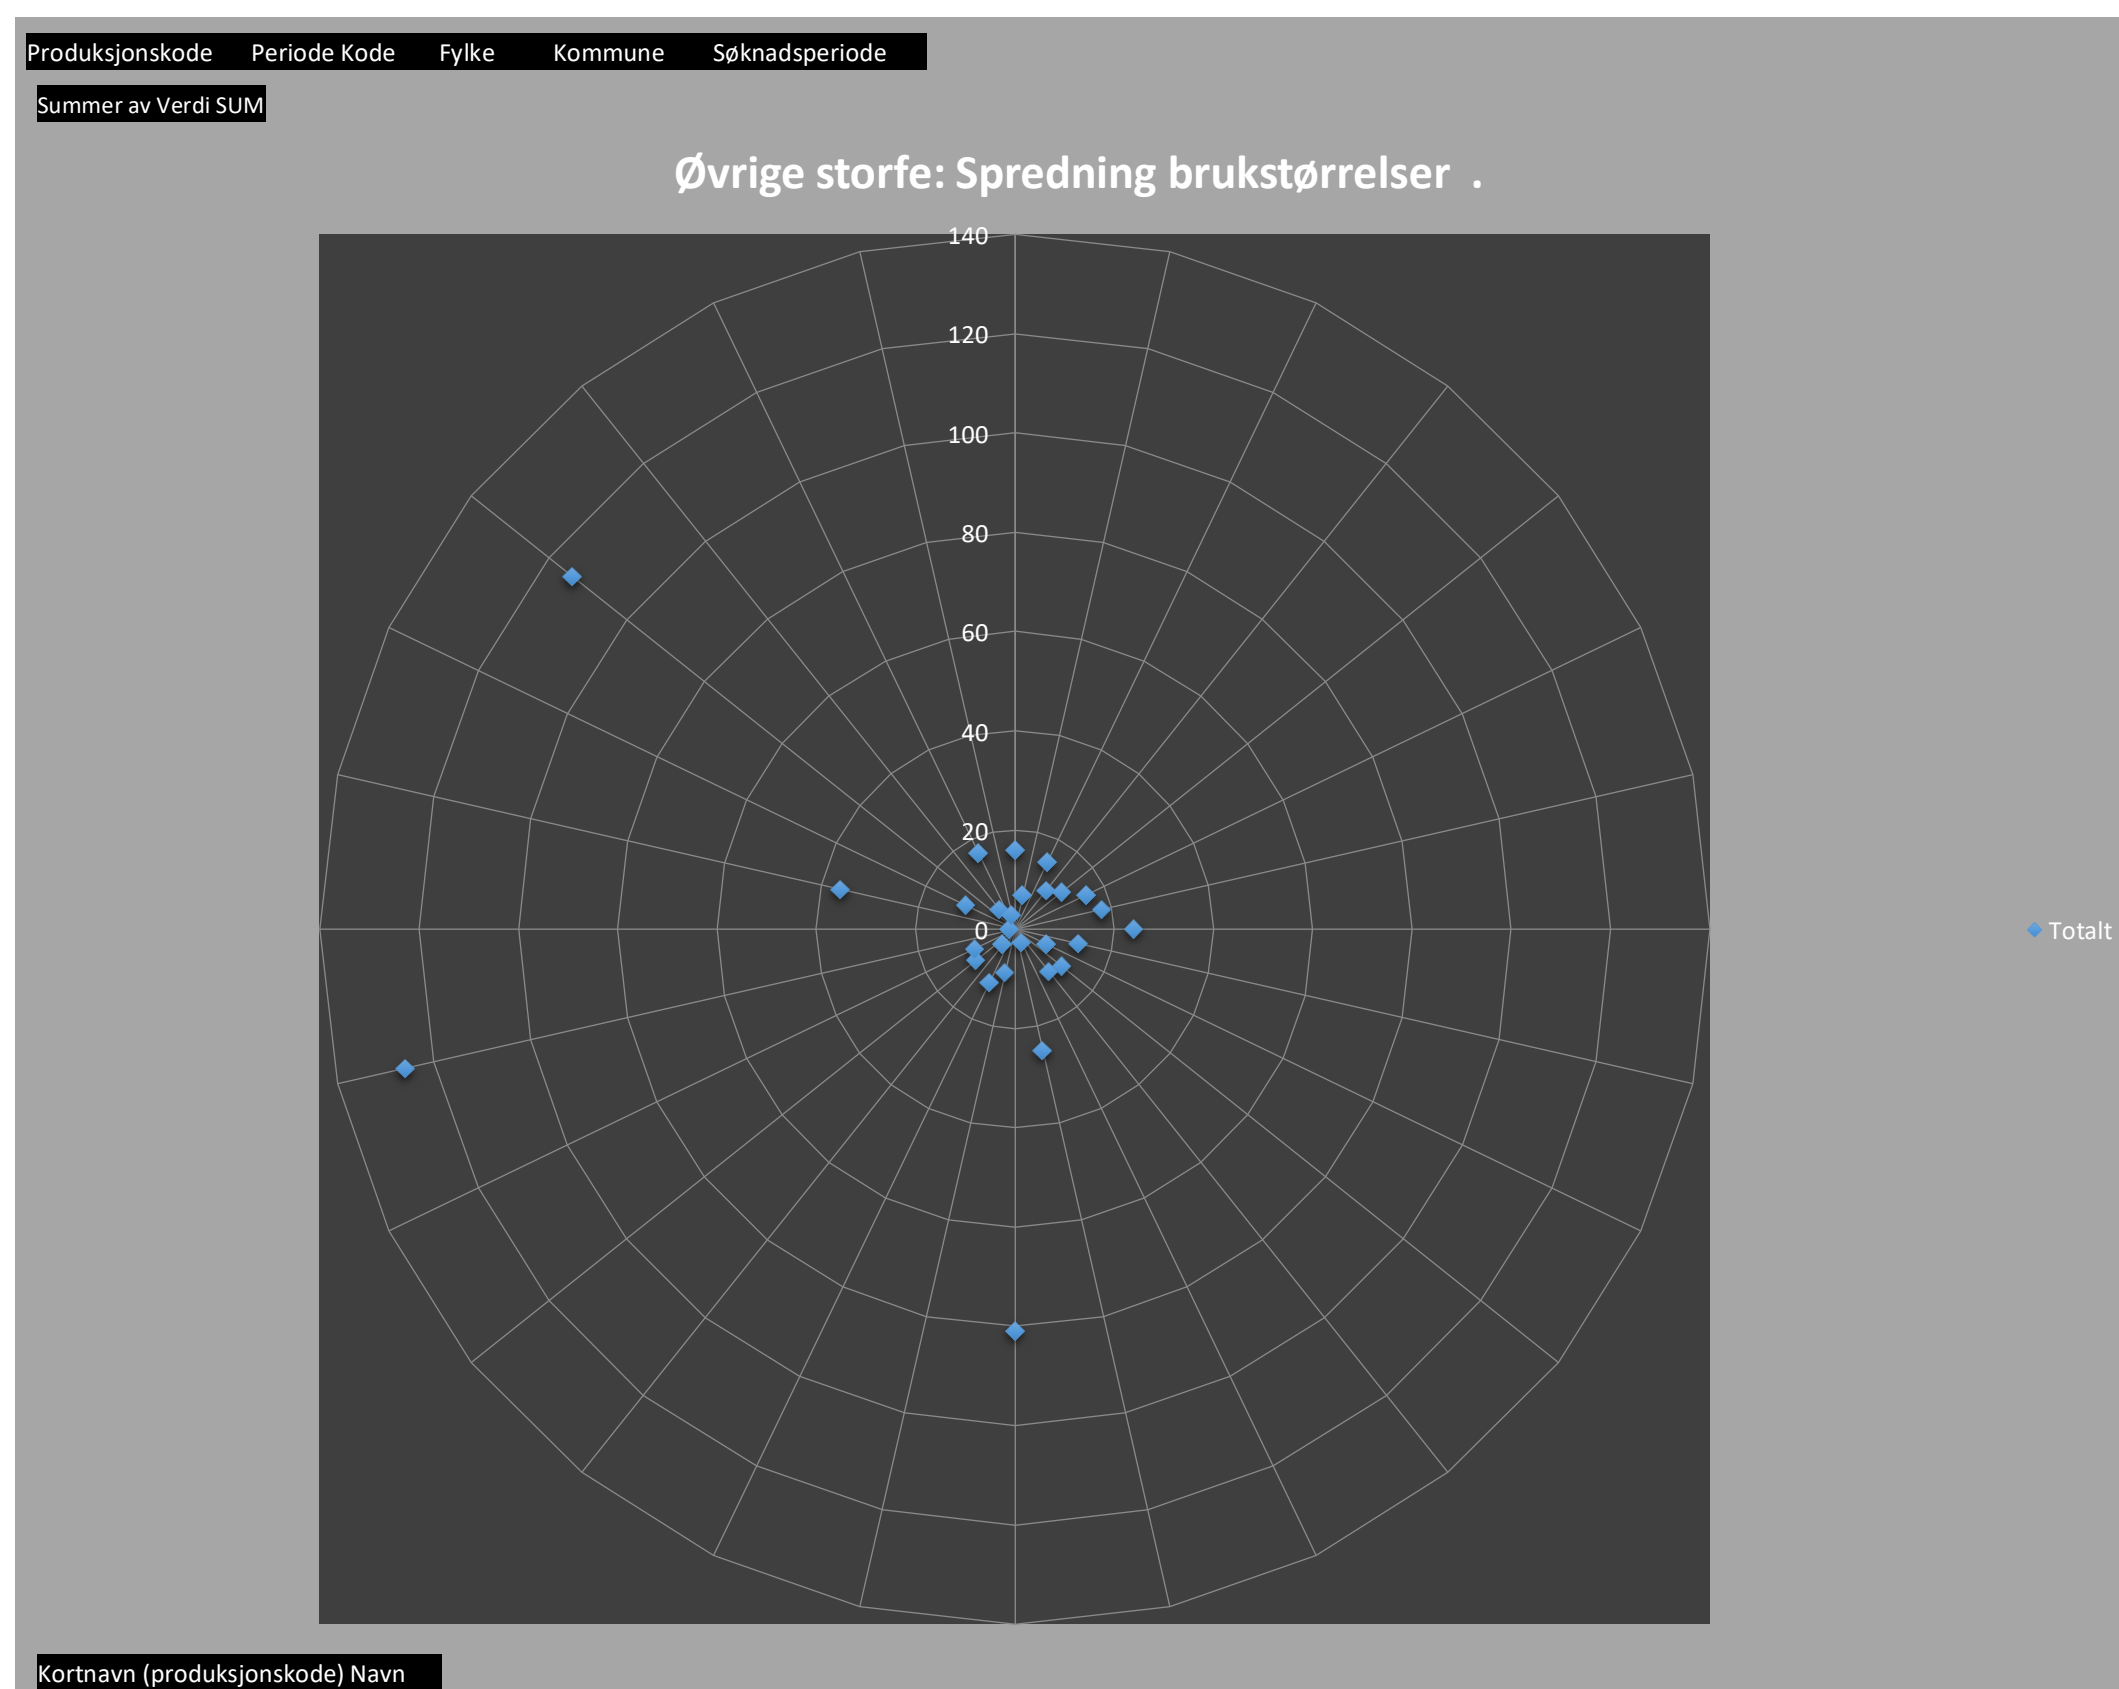 Produksjonskode Periode Kode Fylke Kommune Søknadsperiode
Summer av Verdi SUM
Øvrige storfe: Spredning brukstørrelser .
140
120
100
80
60
40
20
0
Totalt
Kortnavn (produksjonskode) Navn